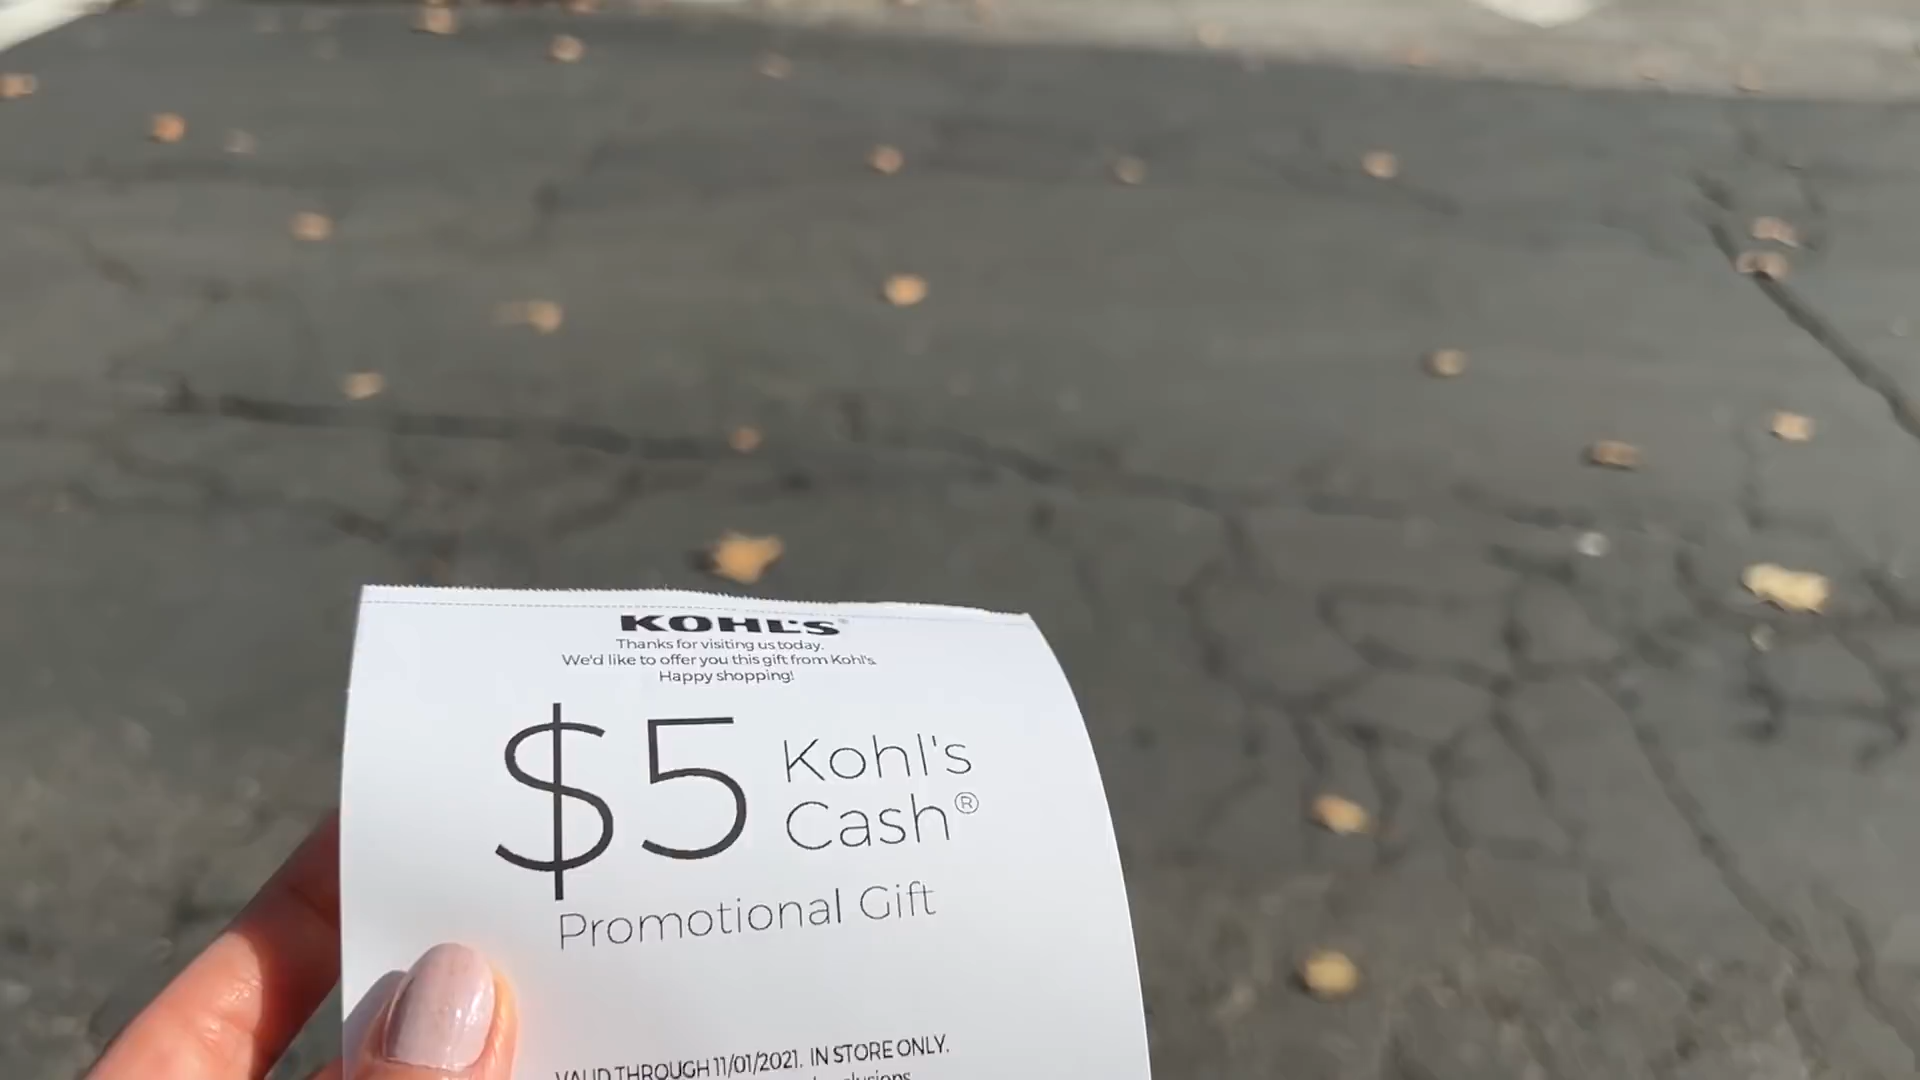 KOHL'S®
Thanks for visiting us today.
We'd like to offer you this gift from Kohl's.
Happy shopping!
$5 Kohl's Cash®
Promotional Gift
VALID THROUGH 11/01/2021. IN STORE ONLY.